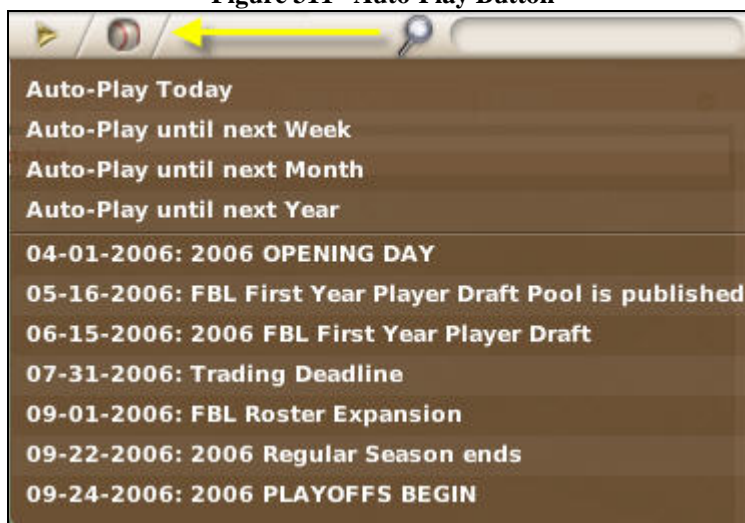 Figure 311 Auto-Play Button
Auto-Play Today
Auto-Play until next Week
Auto-Play until next Month
Auto-Play until next Year
04-01-2006: 2006 OPENING DAY
05-16-2006: FBL First Year Player Draft Pool is published
06-15-2006: 2006 FBL First Year Player Draft
07-31-2006: Trading Deadline
09-01-2006: FBL Roster Expansion
09-22-2006: 2006 Regular Season ends
09-24-2006: 2006 PLAYOFFS BEGIN